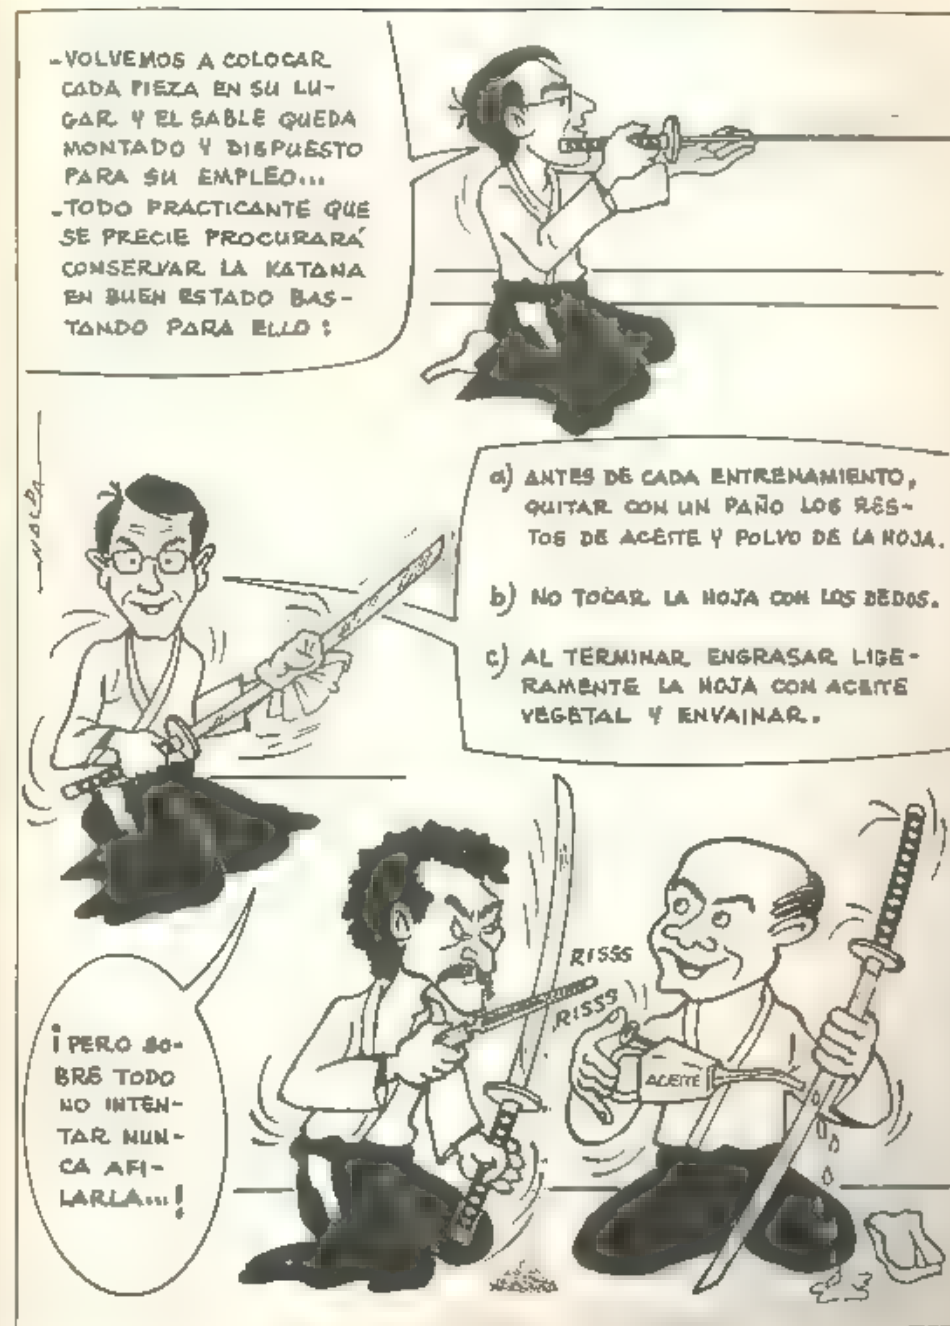 -VOLVEMOS A COLOCAR
CADA PIEZA EN SU LU-
GAR Y EL SABLE QUEDA
MONTADO Y DISPUESTO
PARA SU EMPLEO...
-TODO PRACTICANTE QUE
SE PRECIE PROCURARÁ
CONSERVAR LA KATANA
EN BUEN ESTADO BAS-
TANDO PARA ELLO :
a) ANTES DE CADA ENTRENAMIENTO,
QUITAR CON UN PAÑO LOS RES-
TOS DE ACEITE Y POLVO DE LA HOJA.
b) NO TOCAR LA HOJA CON LOS DEDOS.
c) AL TERMINAR ENGRASAR LIGE-
RAMENTE LA HOJA CON ACEITE
VEGETAL Y ENVAINAR.
RISSS
RISSS
ACEITE
¡PERO SO-
BRE TODO
NO INTEN-
TAR NUN-
CA AFI-
LARLA...!